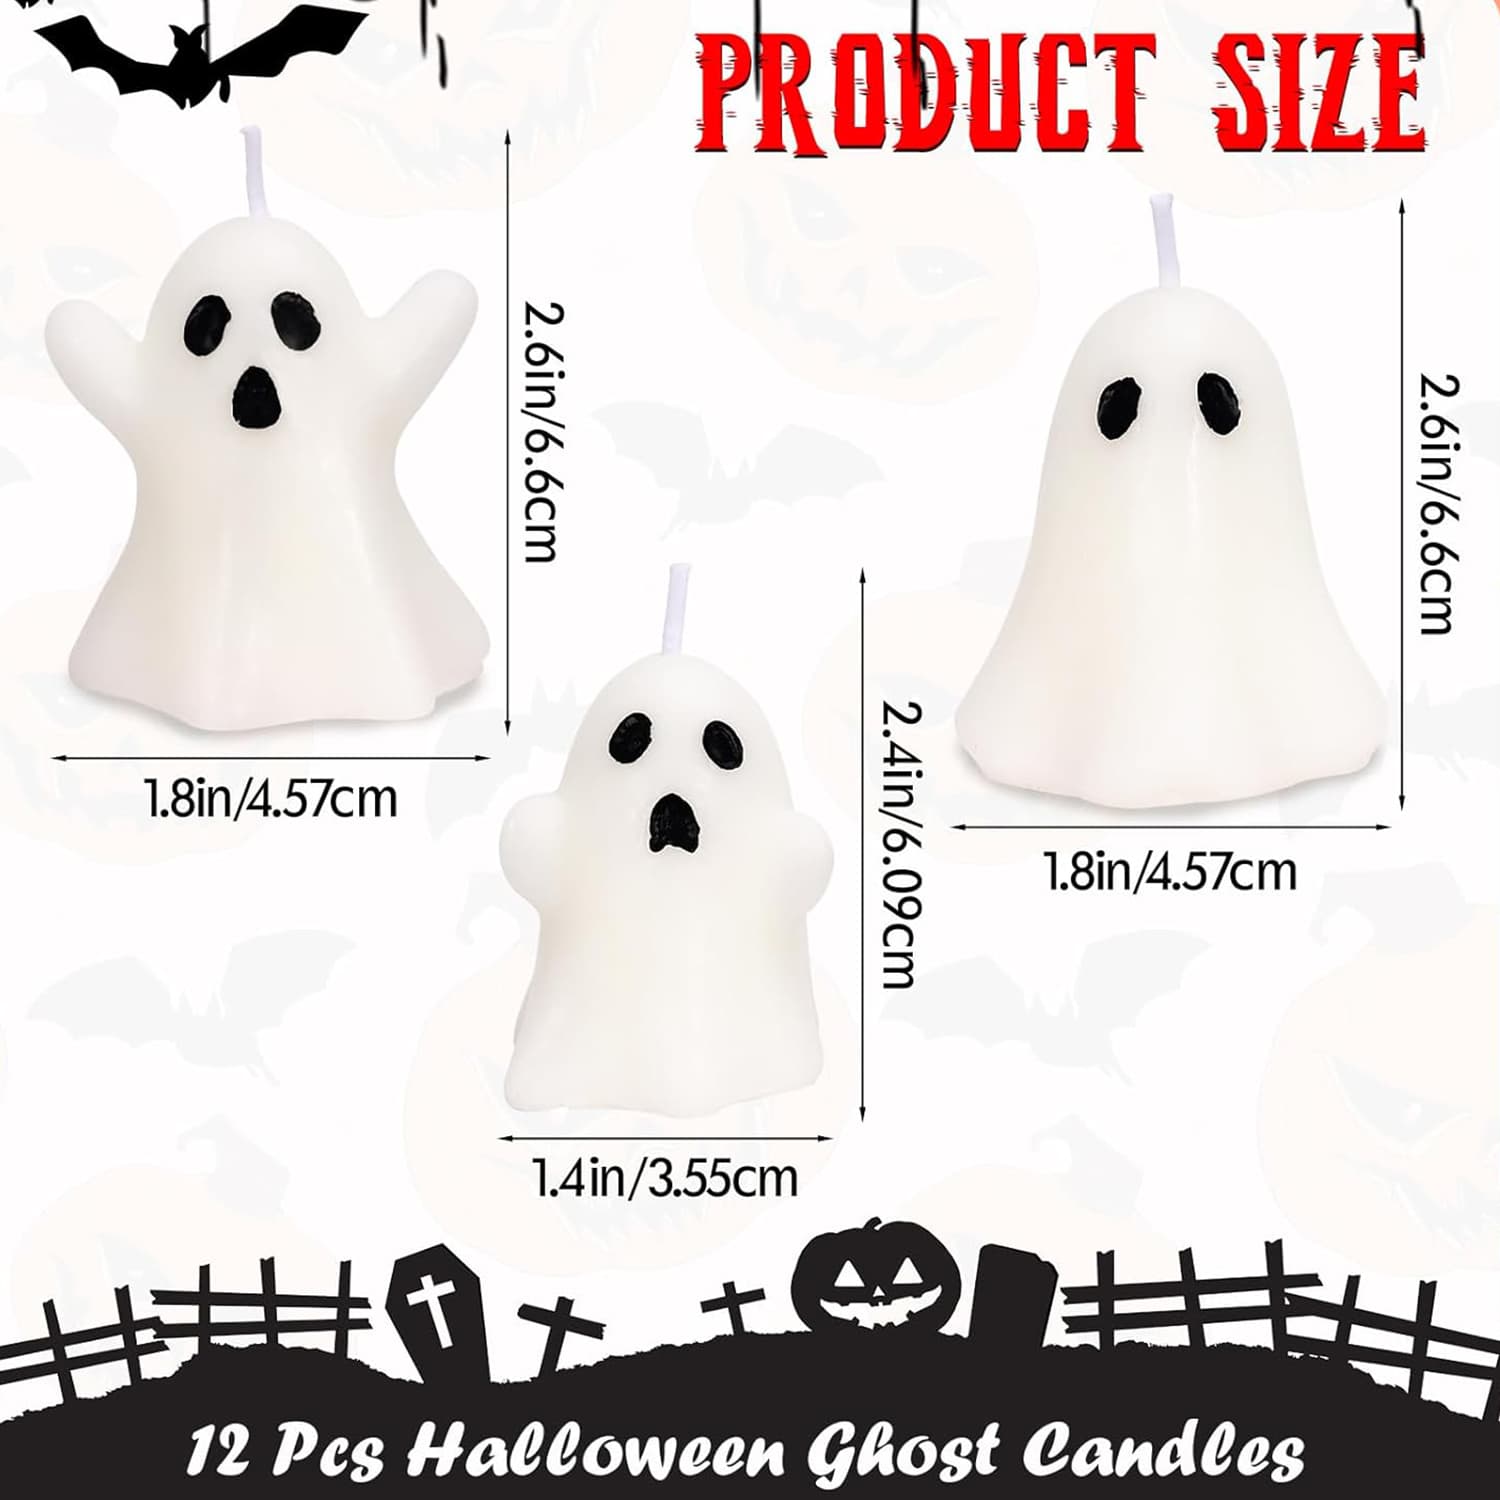 PRODUCT SIZE
2.6in/6.6cm
1.8in/4.57cm
2.6in/6.6cm
1.8in/4.57cm
2.4in/6.09cm
1.4in/3.55cm
12 Pcs Halloween Ghost Candles